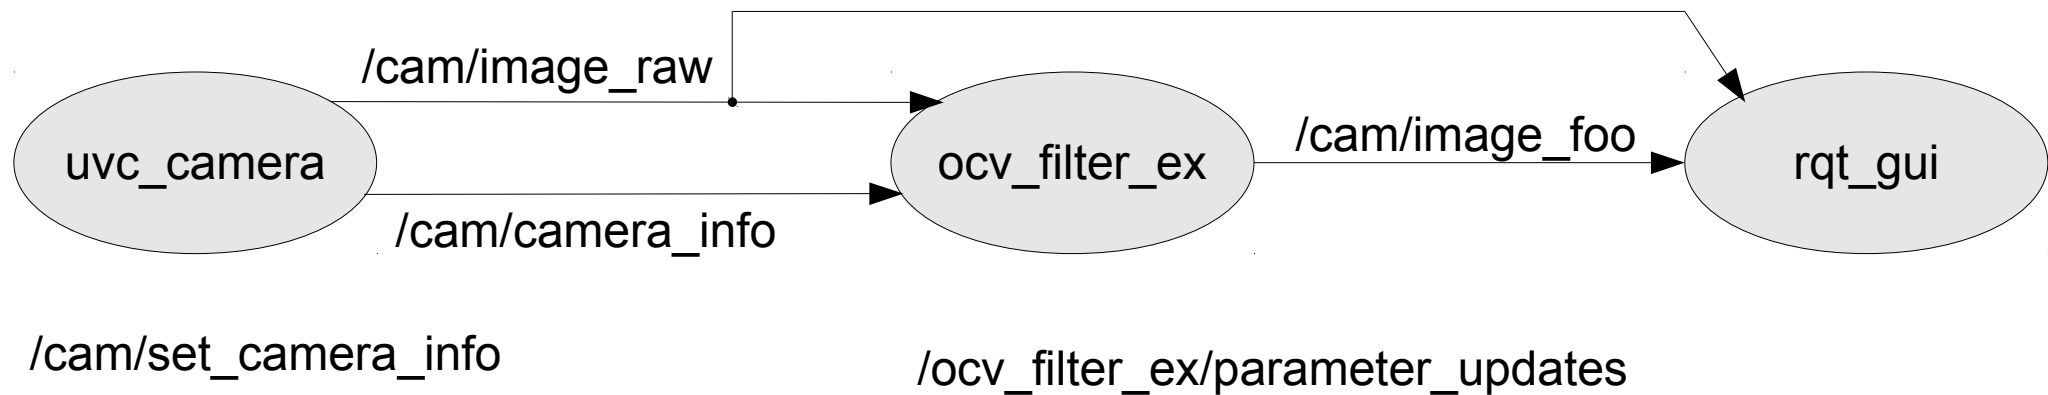 /cam/image_raw
uvc_camera
/cam/camera_info
ocv_filter_ex
/cam/image_foo
rqt_gui
/cam/set_camera_info
/ocv_filter_ex/parameter_updates